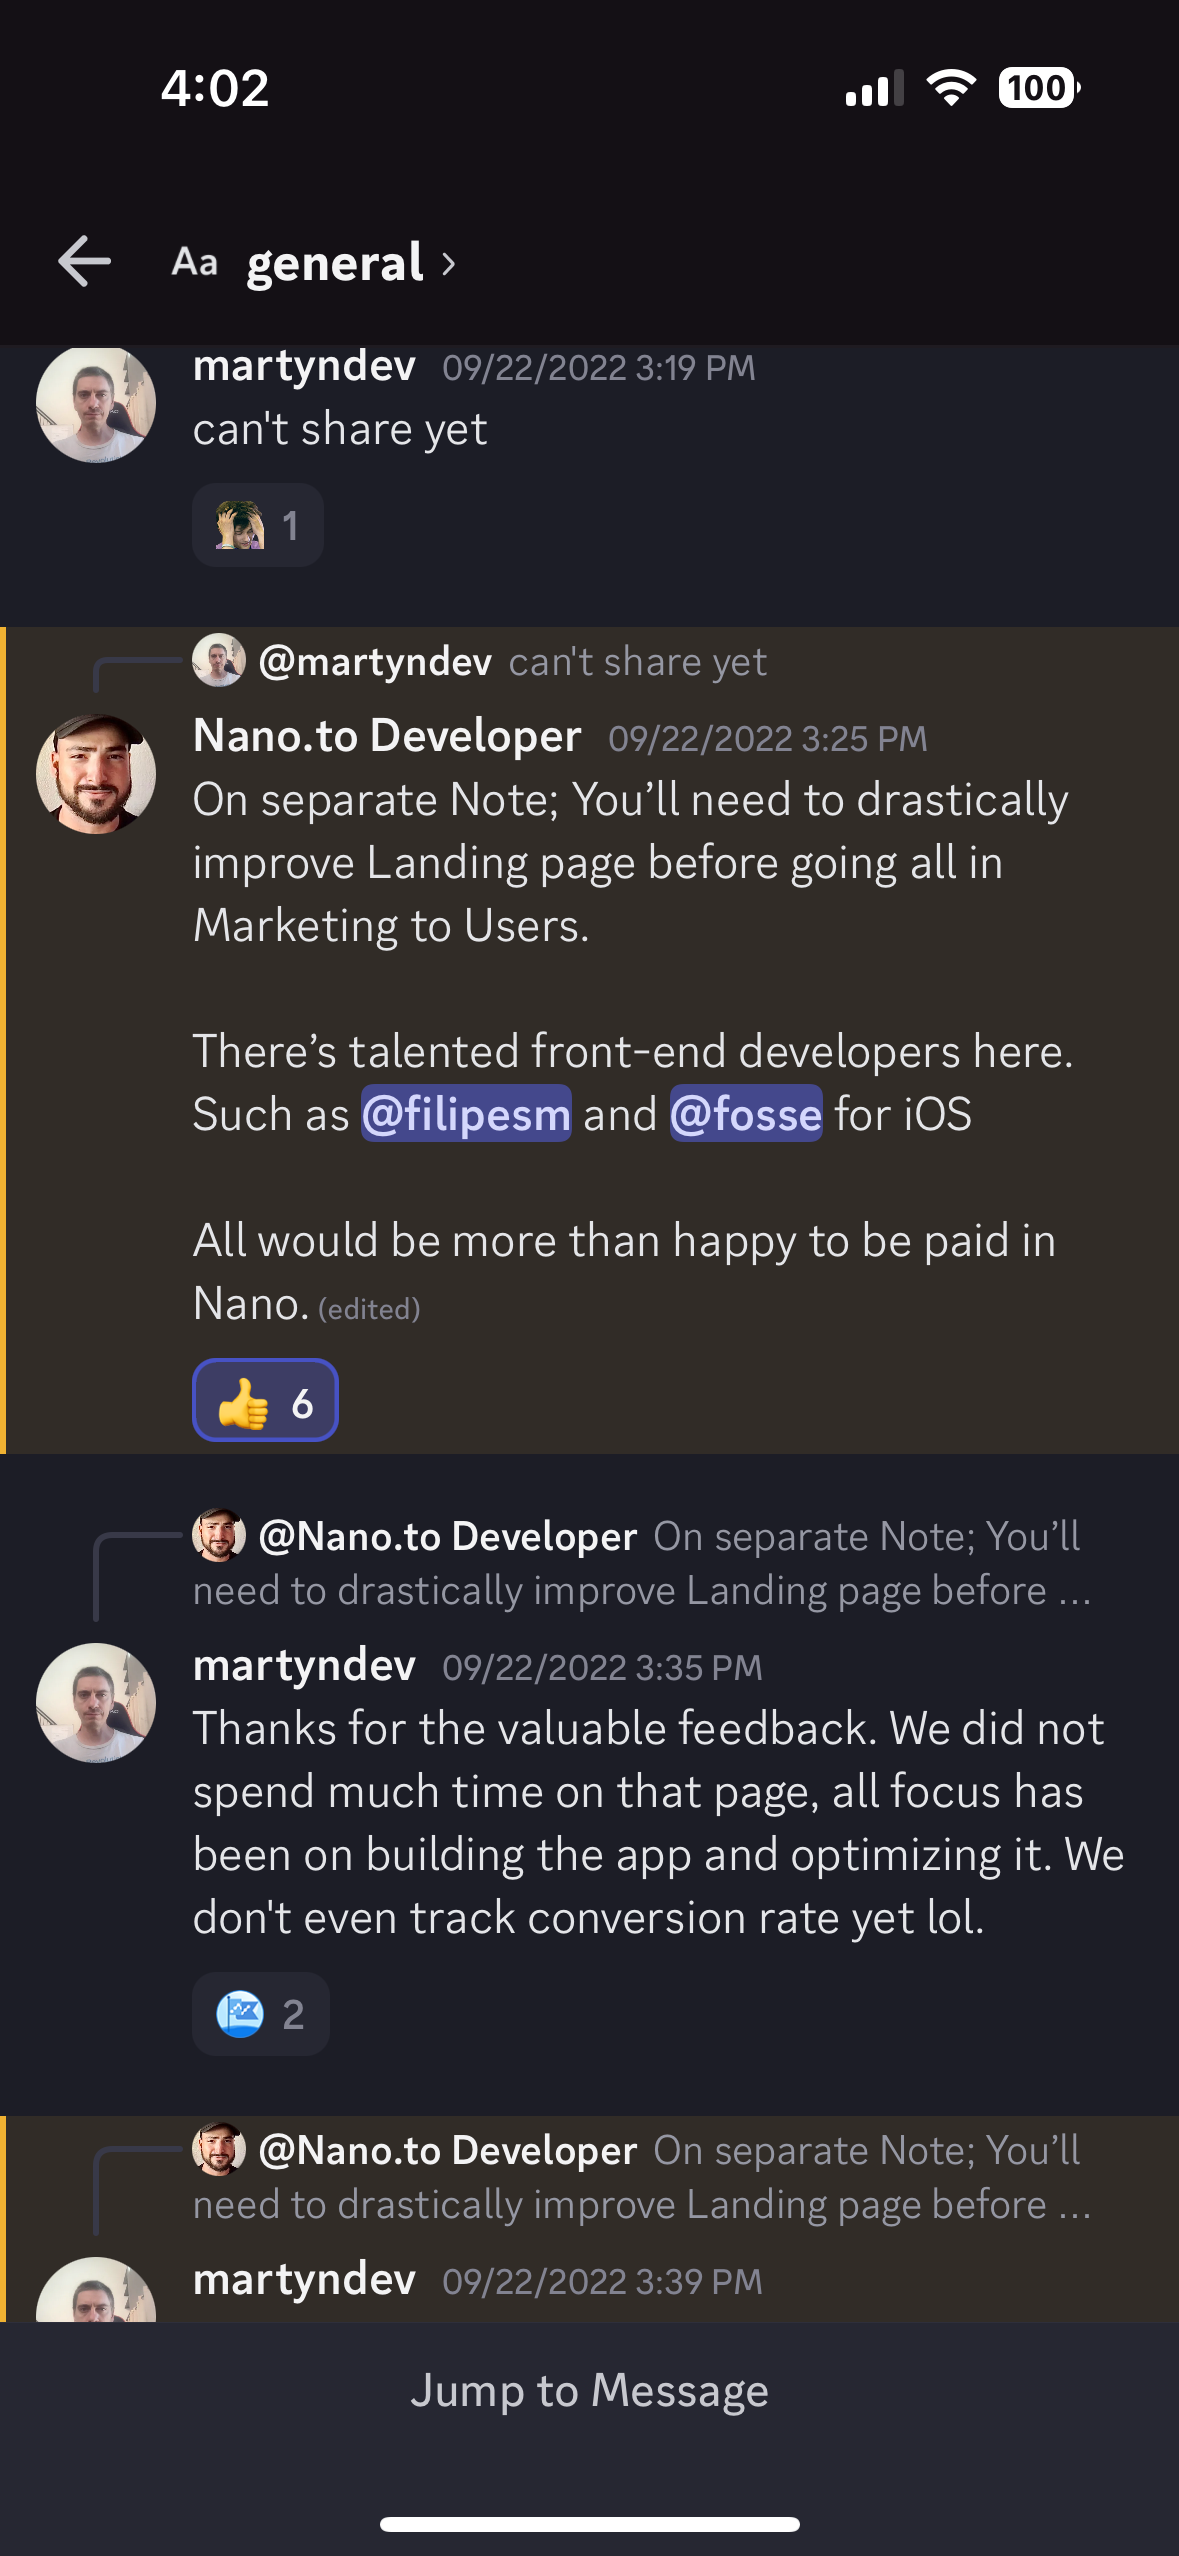 4:02
100
Aa general ›
martyndev 09/22/2022 3:19 PM
can't share yet
1
@martyndev can't share yet
Nano.to Developer 09/22/2022 3:25 PM
On separate Note; You’ll need to drastically
improve Landing page before going all in
Marketing to Users.
There’s talented front-end developers here.
Such as @filipesm and @fosse for iOS
All would be more than happy to be paid in
Nano. (edited)
👍 6
@Nano.to Developer On separate Note; You’ll
need to drastically improve Landing page before ...
martyndev 09/22/2022 3:35 PM
Thanks for the valuable feedback. We did not
spend much time on that page, all focus has
been on building the app and optimizing it. We
don't even track conversion rate yet lol.
2
@Nano.to Developer On separate Note; You’ll
need to drastically improve Landing page before ...
martyndev 09/22/2022 3:39 PM
Jump to Message